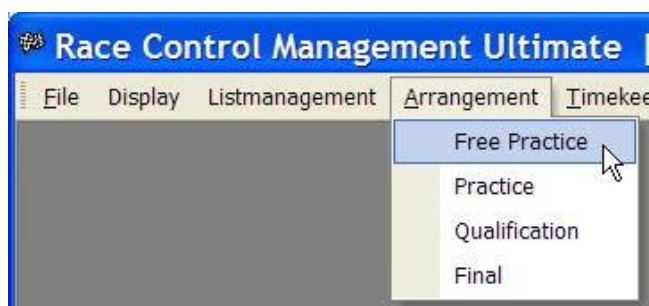 Race Control Management Ultimate
File Display Listmanagement Arrangement
Free Practice
Practice
Qualification
Final